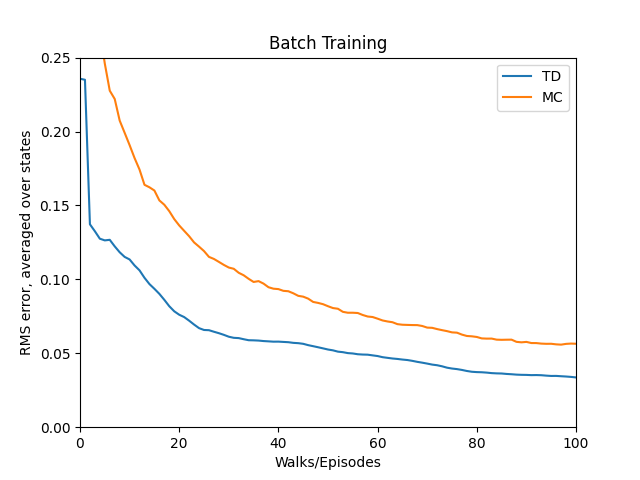 Batch Training
RMS error, averaged over states
0.25
0.20
0.15
0.10
0.05
0.00
TD
MC
0
20
40
60
80
100
Walks/Episodes